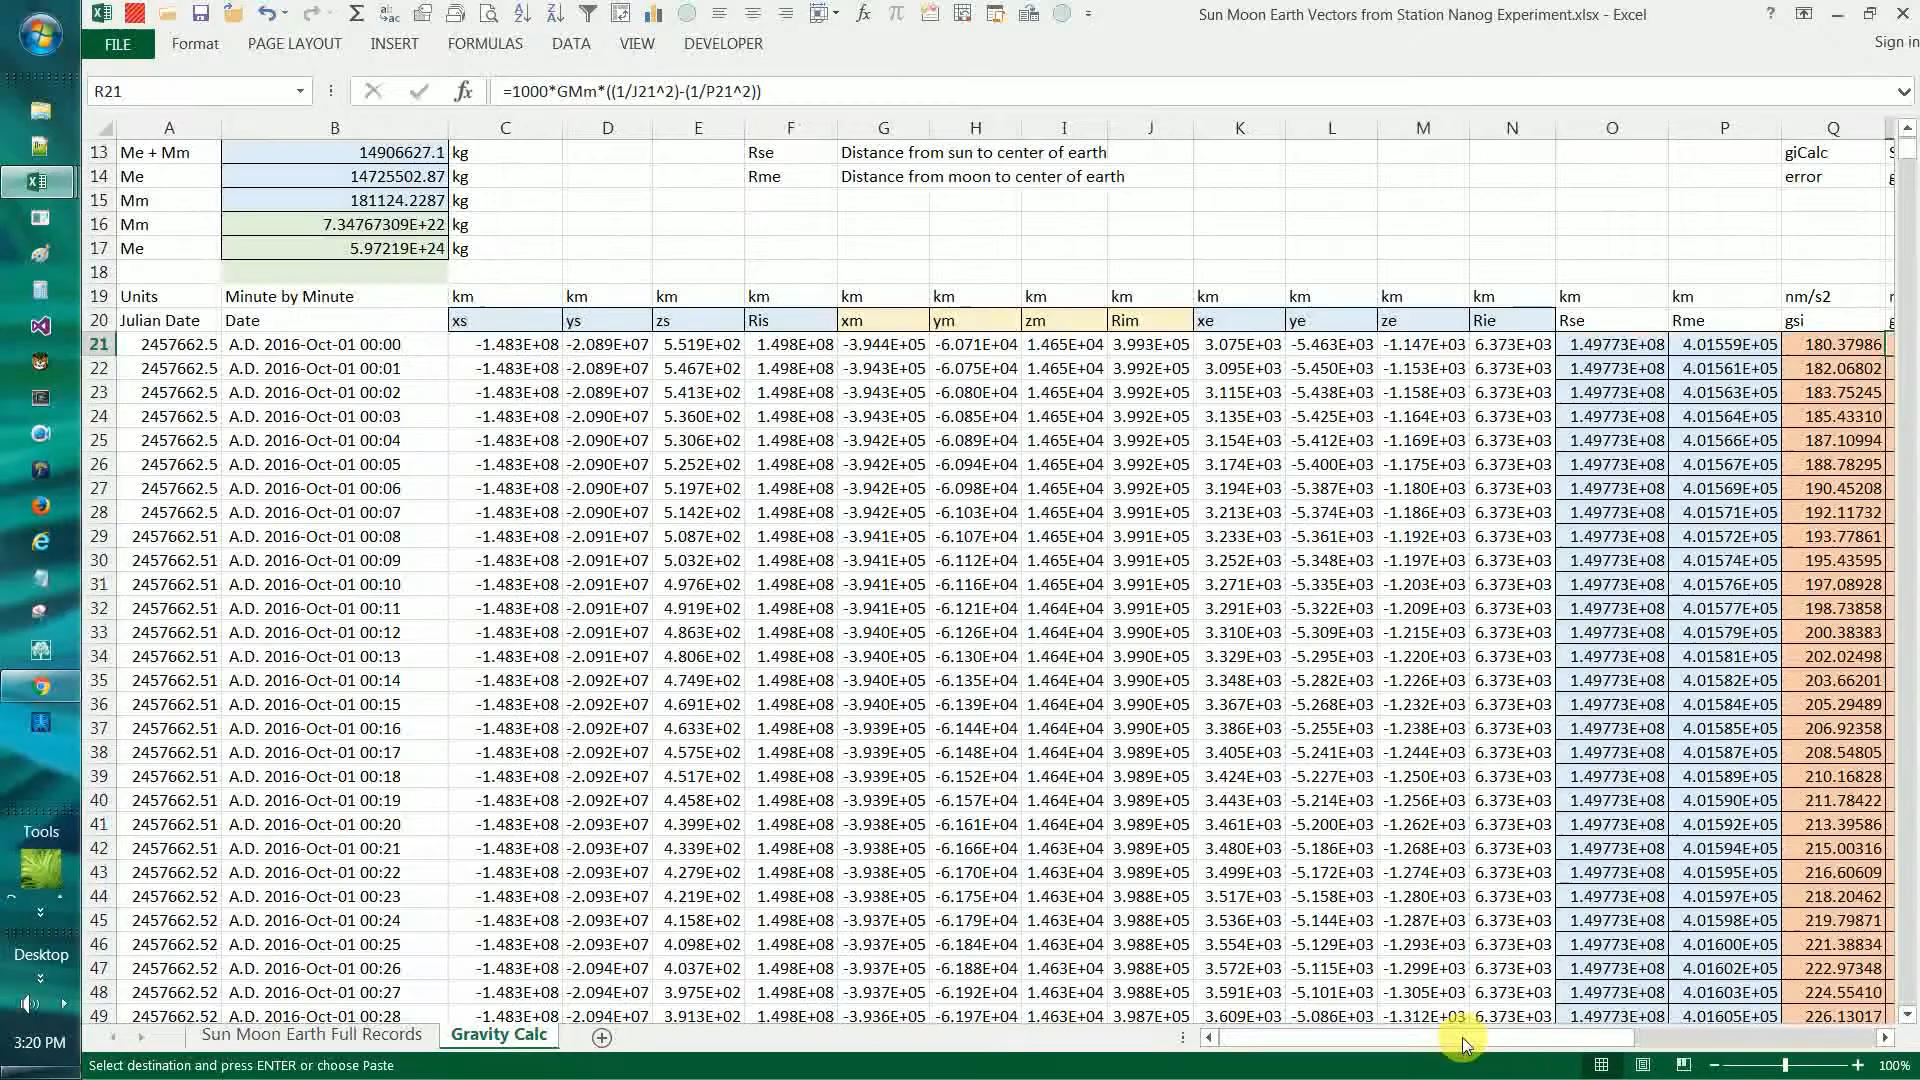 Sun Moon Earth Vectors from Station Nanog Experiment.xlsx - Excel
FILE Format PAGE LAYOUT INSERT FORMULAS DATA VIEW DEVELOPER Sign in
R21 =1000*GMm*((1/J21^2)-(1/P21^2))
A B C D E F G H I J K L M N O P Q
13 Me + Mm 14906627.1 kg Rse Distance from sun to center of earth giCalc
14 Me 14725502.87 kg Rme Distance from moon to center of earth error
15 Mm 181124.2287 kg
16 Mm 7.34767309E+22 kg
17 Me 5.97219E+24 kg
18
19 Units Minute by Minute km km km km km km km km km km km km km km nm/s2
20 Julian Date Date xs ys zs Ris xm ym zm Rim xe ye ze Rie Rse Rme gsi
21 2457662.5 A.D. 2016-Oct-01 00:00 -1.483E+08 -2.089E+07 5.519E+02 1.498E+08 -3.944E+05 -6.071E+04 1.465E+04 3.993E+05 3.075E+03 -5.463E+03 -1.147E+03 6.373E+03 1.49773E+08 4.01559E+05 180.37986
22 2457662.5 A.D. 2016-Oct-01 00:01 -1.483E+08 -2.089E+07 5.467E+02 1.498E+08 -3.943E+05 -6.075E+04 1.465E+04 3.992E+05 3.095E+03 -5.450E+03 -1.153E+03 6.373E+03 1.49773E+08 4.01561E+05 182.06802
23 2457662.5 A.D. 2016-Oct-01 00:02 -1.483E+08 -2.089E+07 5.413E+02 1.498E+08 -3.943E+05 -6.080E+04 1.465E+04 3.992E+05 3.115E+03 -5.438E+03 -1.158E+03 6.373E+03 1.49773E+08 4.01563E+05 183.75245
24 2457662.5 A.D. 2016-Oct-01 00:03 -1.483E+08 -2.090E+07 5.360E+02 1.498E+08 -3.943E+05 -6.085E+04 1.465E+04 3.992E+05 3.135E+03 -5.425E+03 -1.164E+03 6.373E+03 1.49773E+08 4.01564E+05 185.43310
25 2457662.5 A.D. 2016-Oct-01 00:04 -1.483E+08 -2.090E+07 5.306E+02 1.498E+08 -3.942E+05 -6.089E+04 1.465E+04 3.992E+05 3.154E+03 -5.412E+03 -1.169E+03 6.373E+03 1.49773E+08 4.01566E+05 187.10994
26 2457662.5 A.D. 2016-Oct-01 00:05 -1.483E+08 -2.090E+07 5.252E+02 1.498E+08 -3.942E+05 -6.094E+04 1.465E+04 3.992E+05 3.174E+03 -5.400E+03 -1.175E+03 6.373E+03 1.49773E+08 4.01567E+05 188.78295
27 2457662.5 A.D. 2016-Oct-01 00:06 -1.483E+08 -2.090E+07 5.197E+02 1.498E+08 -3.942E+05 -6.098E+04 1.465E+04 3.992E+05 3.194E+03 -5.387E+03 -1.180E+03 6.373E+03 1.49773E+08 4.01569E+05 190.45208
28 2457662.5 A.D. 2016-Oct-01 00:07 -1.483E+08 -2.090E+07 5.142E+02 1.498E+08 -3.942E+05 -6.103E+04 1.465E+04 3.991E+05 3.213E+03 -5.374E+03 -1.186E+03 6.373E+03 1.49773E+08 4.01571E+05 192.11732
29 2457662.51 A.D. 2016-Oct-01 00:08 -1.483E+08 -2.091E+07 5.087E+02 1.498E+08 -3.941E+05 -6.107E+04 1.465E+04 3.991E+05 3.233E+03 -5.361E+03 -1.192E+03 6.373E+03 1.49773E+08 4.01572E+05 193.77861
30 2457662.51 A.D. 2016-Oct-01 00:09 -1.483E+08 -2.091E+07 5.032E+02 1.498E+08 -3.941E+05 -6.112E+04 1.465E+04 3.991E+05 3.252E+03 -5.348E+03 -1.197E+03 6.373E+03 1.49773E+08 4.01574E+05 195.43595
31 2457662.51 A.D. 2016-Oct-01 00:10 -1.483E+08 -2.091E+07 4.976E+02 1.498E+08 -3.941E+05 -6.116E+04 1.465E+04 3.991E+05 3.271E+03 -5.335E+03 -1.203E+03 6.373E+03 1.49773E+08 4.01576E+05 197.08928
32 2457662.51 A.D. 2016-Oct-01 00:11 -1.483E+08 -2.091E+07 4.919E+02 1.498E+08 -3.941E+05 -6.121E+04 1.464E+04 3.991E+05 3.291E+03 -5.322E+03 -1.209E+03 6.373E+03 1.49773E+08 4.01577E+05 198.73858
33 2457662.51 A.D. 2016-Oct-01 00:12 -1.483E+08 -2.091E+07 4.863E+02 1.498E+08 -3.940E+05 -6.126E+04 1.464E+04 3.990E+05 3.310E+03 -5.309E+03 -1.215E+03 6.373E+03 1.49773E+08 4.01579E+05 200.38383
34 2457662.51 A.D. 2016-Oct-01 00:13 -1.483E+08 -2.091E+07 4.806E+02 1.498E+08 -3.940E+05 -6.130E+04 1.464E+04 3.990E+05 3.329E+03 -5.295E+03 -1.220E+03 6.373E+03 1.49773E+08 4.01581E+05 202.02498
35 2457662.51 A.D. 2016-Oct-01 00:14 -1.483E+08 -2.091E+07 4.749E+02 1.498E+08 -3.940E+05 -6.135E+04 1.464E+04 3.990E+05 3.348E+03 -5.282E+03 -1.226E+03 6.373E+03 1.49773E+08 4.01582E+05 203.66201
36 2457662.51 A.D. 2016-Oct-01 00:15 -1.483E+08 -2.092E+07 4.691E+02 1.498E+08 -3.940E+05 -6.139E+04 1.464E+04 3.990E+05 3.367E+03 -5.268E+03 -1.232E+03 6.373E+03 1.49773E+08 4.01584E+05 205.29489
37 2457662.51 A.D. 2016-Oct-01 00:16 -1.483E+08 -2.092E+07 4.633E+02 1.498E+08 -3.939E+05 -6.144E+04 1.464E+04 3.990E+05 3.386E+03 -5.255E+03 -1.238E+03 6.373E+03 1.49773E+08 4.01585E+05 206.92358
38 2457662.51 A.D. 2016-Oct-01 00:17 -1.483E+08 -2.092E+07 4.575E+02 1.498E+08 -3.939E+05 -6.148E+04 1.464E+04 3.990E+05 3.405E+03 -5.241E+03 -1.244E+03 6.373E+03 1.49773E+08 4.01587E+05 208.54805
39 2457662.51 A.D. 2016-Oct-01 00:18 -1.483E+08 -2.092E+07 4.517E+02 1.498E+08 -3.939E+05 -6.152E+04 1.464E+04 3.989E+05 3.424E+03 -5.227E+03 -1.250E+03 6.373E+03 1.49773E+08 4.01589E+05 210.16828
40 2457662.51 A.D. 2016-Oct-01 00:19 -1.483E+08 -2.092E+07 4.458E+02 1.498E+08 -3.939E+05 -6.157E+04 1.464E+04 3.989E+05 3.443E+03 -5.214E+03 -1.256E+03 6.373E+03 1.49773E+08 4.01590E+05 211.78422
41 2457662.51 A.D. 2016-Oct-01 00:20 -1.483E+08 -2.093E+07 4.399E+02 1.498E+08 -3.938E+05 -6.161E+04 1.464E+04 3.989E+05 3.461E+03 -5.200E+03 -1.262E+03 6.373E+03 1.49773E+08 4.01592E+05 213.39586
42 2457662.51 A.D. 2016-Oct-01 00:21 -1.483E+08 -2.093E+07 4.339E+02 1.498E+08 -3.938E+05 -6.166E+04 1.464E+04 3.989E+05 3.480E+03 -5.186E+03 -1.268E+03 6.373E+03 1.49773E+08 4.01594E+05 215.00316
43 2457662.52 A.D. 2016-Oct-01 00:22 -1.483E+08 -2.093E+07 4.279E+02 1.498E+08 -3.938E+05 -6.170E+04 1.464E+04 3.989E+05 3.499E+03 -5.172E+03 -1.274E+03 6.373E+03 1.49773E+08 4.01595E+05 216.60609
44 2457662.52 A.D. 2016-Oct-01 00:23 -1.483E+08 -2.093E+07 4.219E+02 1.498E+08 -3.938E+05 -6.175E+04 1.464E+04 3.988E+05 3.517E+03 -5.158E+03 -1.280E+03 6.373E+03 1.49773E+08 4.01597E+05 218.20462
45 2457662.52 A.D. 2016-Oct-01 00:24 -1.483E+08 -2.093E+07 4.158E+02 1.498E+08 -3.937E+05 -6.179E+04 1.464E+04 3.988E+05 3.536E+03 -5.144E+03 -1.287E+03 6.373E+03 1.49773E+08 4.01598E+05 219.79871
46 2457662.52 A.D. 2016-Oct-01 00:25 -1.483E+08 -2.093E+07 4.098E+02 1.498E+08 -3.937E+05 -6.184E+04 1.463E+04 3.988E+05 3.554E+03 -5.129E+03 -1.293E+03 6.373E+03 1.49773E+08 4.01600E+05 221.38834
47 2457662.52 A.D. 2016-Oct-01 00:26 -1.483E+08 -2.094E+07 4.037E+02 1.498E+08 -3.937E+05 -6.188E+04 1.463E+04 3.988E+05 3.572E+03 -5.115E+03 -1.299E+03 6.373E+03 1.49773E+08 4.01602E+05 222.97348
48 2457662.52 A.D. 2016-Oct-01 00:27 -1.483E+08 -2.094E+07 3.975E+02 1.498E+08 -3.937E+05 -6.192E+04 1.463E+04 3.988E+05 3.591E+03 -5.101E+03 -1.305E+03 6.373E+03 1.49773E+08 4.01603E+05 224.55410
49 2457662.52 A.D. 2016-Oct-01 00:28 -1.483E+08 -2.094E+07 3.913E+02 1.498E+08 -3.936E+05 -6.197E+04 1.463E+04 3.987E+05 3.609E+03 -5.086E+03 -1.312E+03 6.373E+03 1.49773E+08 4.01605E+05 226.13017
Sun Moon Earth Full Records Gravity Calc
Select destination and press ENTER or choose Paste 100%
Tools
Desktop
3:20 PM